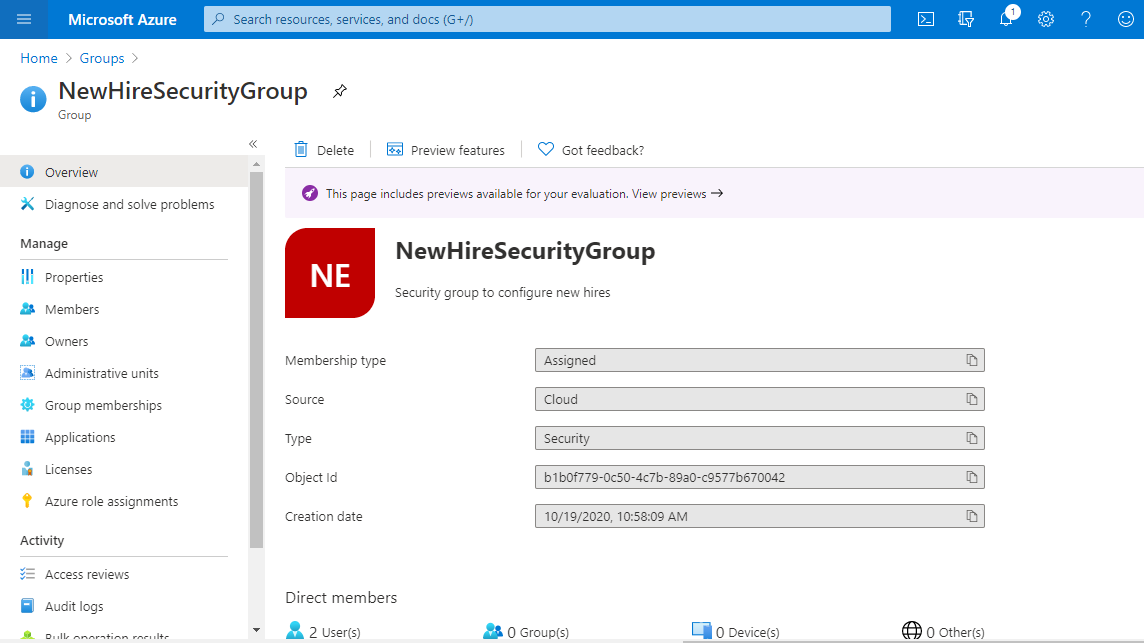 Microsoft Azure
Search resources, services, and docs (G+/)
1
Home > Groups >
NewHireSecurityGroup
Group
«
Delete
Preview features
Got feedback?
Overview
Diagnose and solve problems
Manage
Properties
Members
Owners
Administrative units
Group memberships
Applications
Licenses
Azure role assignments
Activity
Access reviews
Audit logs
Bulk operation results
This page includes previews available for your evaluation. View previews →
NE
NewHireSecurityGroup
Security group to configure new hires
Membership type
Assigned
Source
Cloud
Type
Security
Object Id
b1b0f779-0c50-4c7b-89a0-c9577b670042
Creation date
10/19/2020, 10:58:09 AM
Direct members
2 User(s)
0 Group(s)
0 Device(s)
0 Other(s)